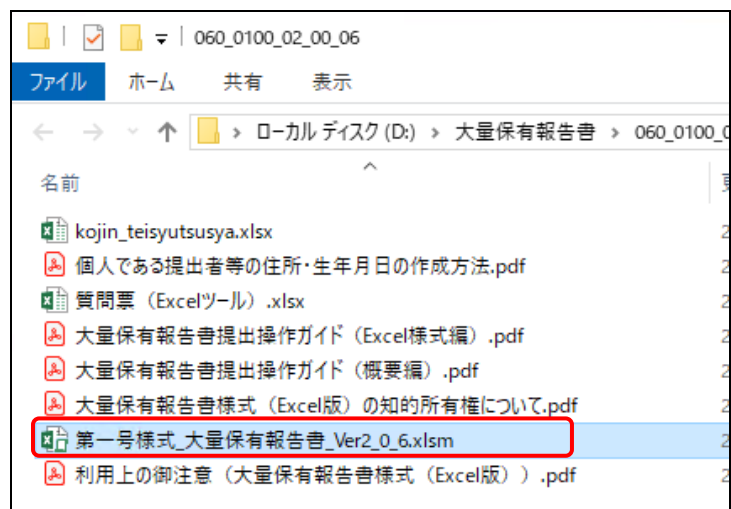 060_0100_02_00_06
ファイル ホーム 共有 表示
ローカル ディスク (D:) › 大量保有報告書 › 060_0100_0
名前
kojin_teisyutsusya.xlsx
個人である提出者等の住所・生年月日の作成方法.pdf
質問票（Excelツール）.xlsx
大量保有報告書提出操作ガイド（Excel様式編）.pdf
大量保有報告書提出操作ガイド（概要編）.pdf
大量保有報告書様式（Excel版）の知的所有権について.pdf
第一号様式_大量保有報告書_Ver2_0_6.xlsm
利用上の御注意（大量保有報告書様式（Excel版））.pdf